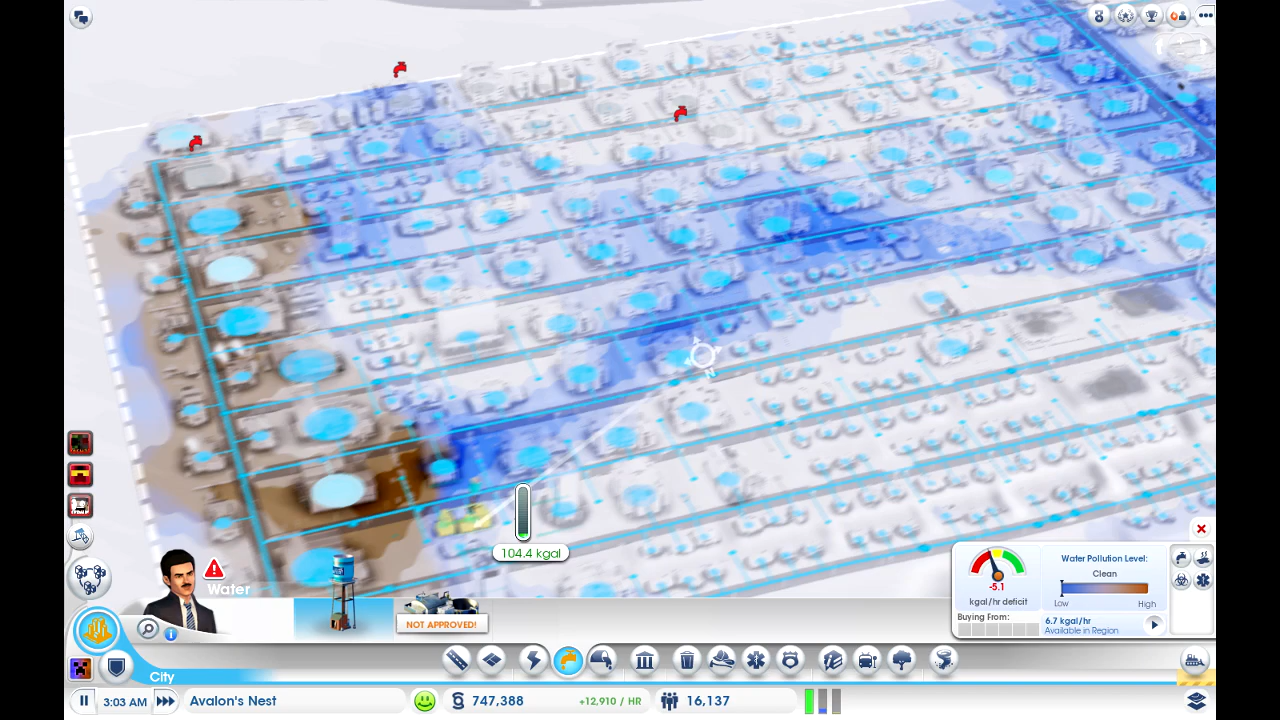 104.4 kgal
Water
NOT APPROVED!
-5.1
kgal/hr deficit
Buying From:
Water Pollution Level:
Clean
Low
High
6.7 kgal/hr
Available in Region
City
3:03 AM
Avalon's Nest
747,388
+12,910 / HR
16,137